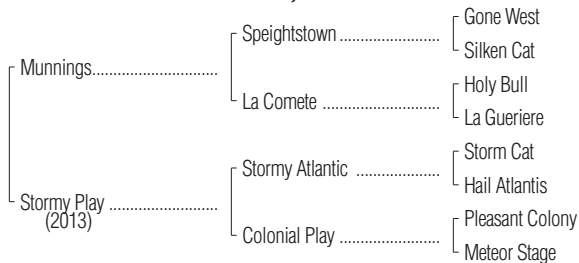 Gone West
Speightstown ....................
Silken Cat
Munnings.........................
Holy Bull
La Comete .......................
La Gueriere
Storm Cat
Stormy Atlantic .................
Hail Atlantis
Stormy Play .....................
(2013)
Pleasant Colony
Colonial Play ....................
Meteor Stage